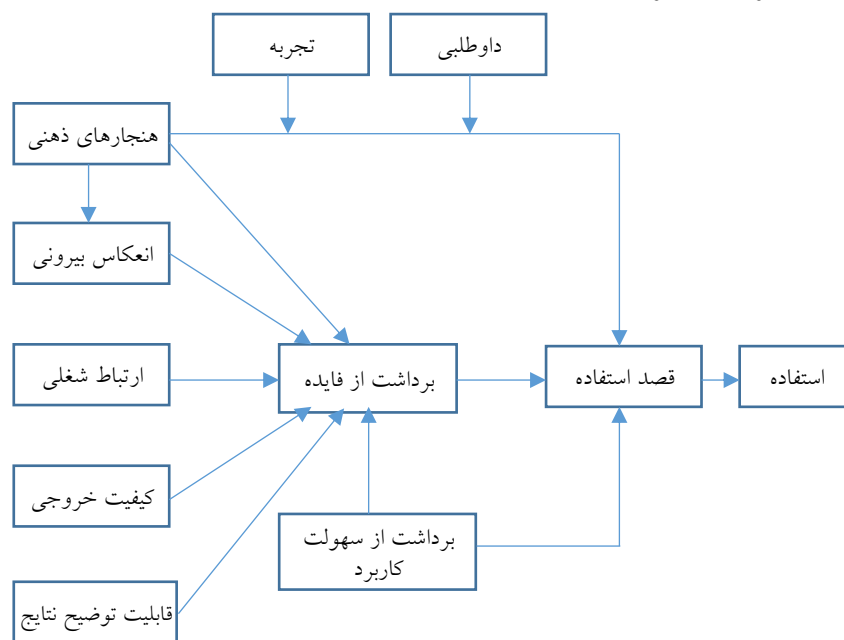 داوطلبی
تجربه
هنجارهای ذهنی
انعکاس بیرونی
استفاده
قصد استفاده
برداشت از فایده
ارتباط شغلی
کیفیت خروجی
برداشت از سهولت
کاربرد
قابلیت توضیح نتایج